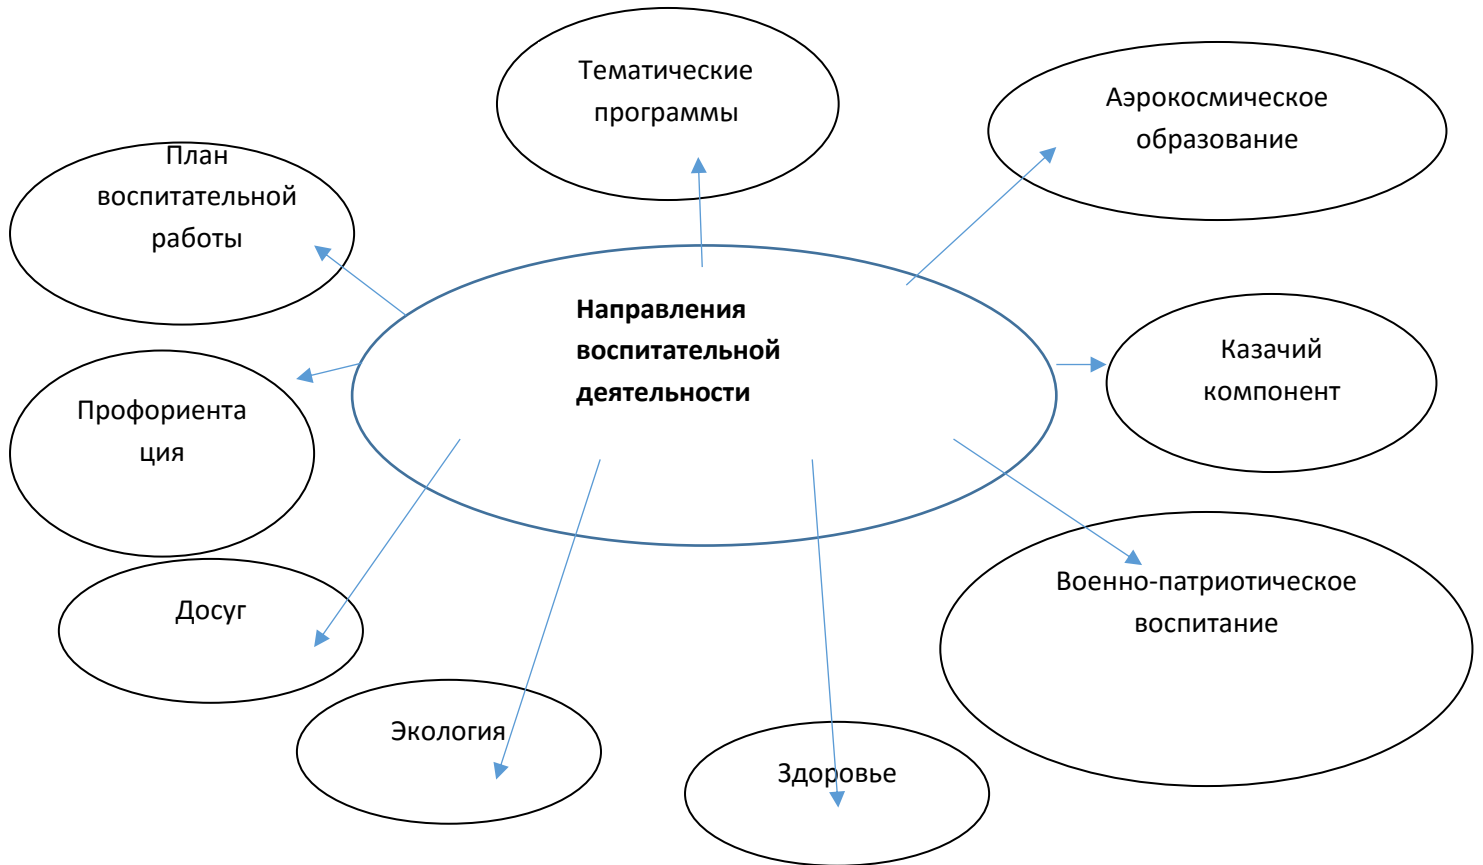 Тематические
программы
Аэрокосмическое
образование
План
воспитательной
работы
Направления
воспитательной
деятельности
Казачий
компонент
Профориента
ция
Военно-патриотическое
воспитание
Досуг
Экология
Здоровье